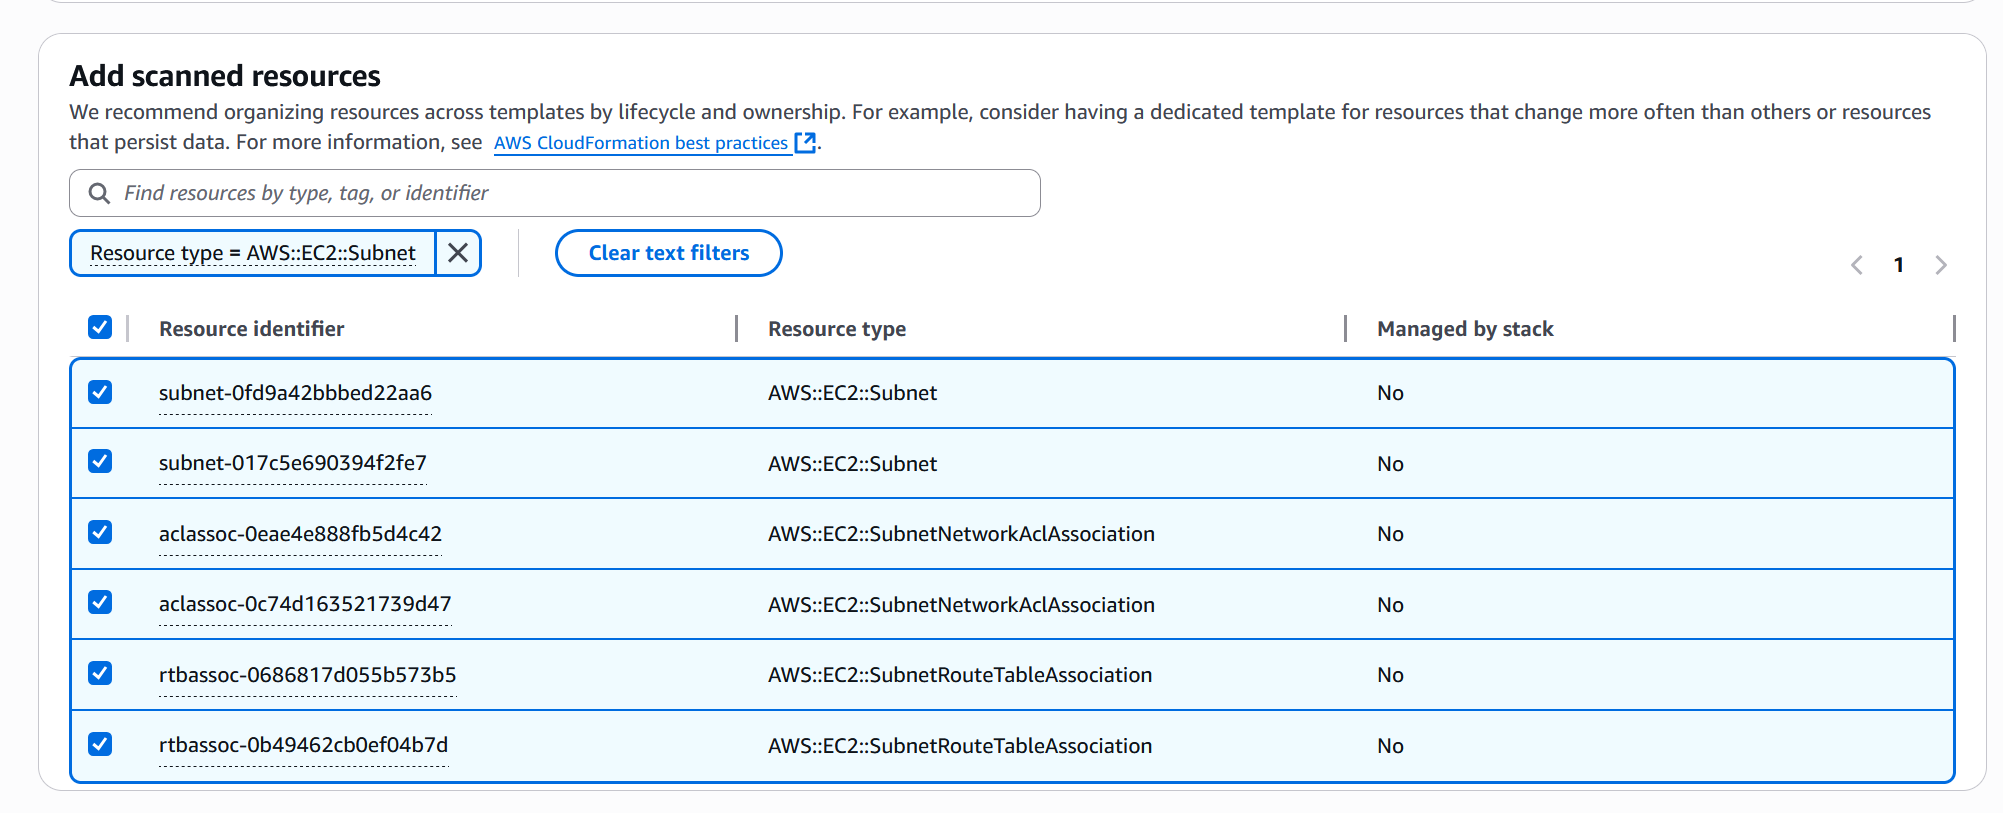 Add scanned resources
We recommend organizing resources across templates by lifecycle and ownership. For example, consider having a dedicated template for resources that change more often than others or resources
that persist data. For more information, see AWS CloudFormation best practices.
Find resources by type, tag, or identifier
Resource type = AWS::EC2::Subnet
Clear text filters
1
Resource identifier Resource type Managed by stack
subnet-0fd9a42bbbed22aa6 AWS::EC2::Subnet No
subnet-017c5e690394f2fe7 AWS::EC2::Subnet No
aclassoc-0eae4e888fb5d4c42 AWS::EC2::SubnetNetworkAclAssociation No
aclassoc-0c74d163521739d47 AWS::EC2::SubnetNetworkAclAssociation No
rtbassoc-0686817d055b573b5 AWS::EC2::SubnetRouteTableAssociation No
rtbassoc-0b49462cb0ef04b7d AWS::EC2::SubnetRouteTableAssociation No